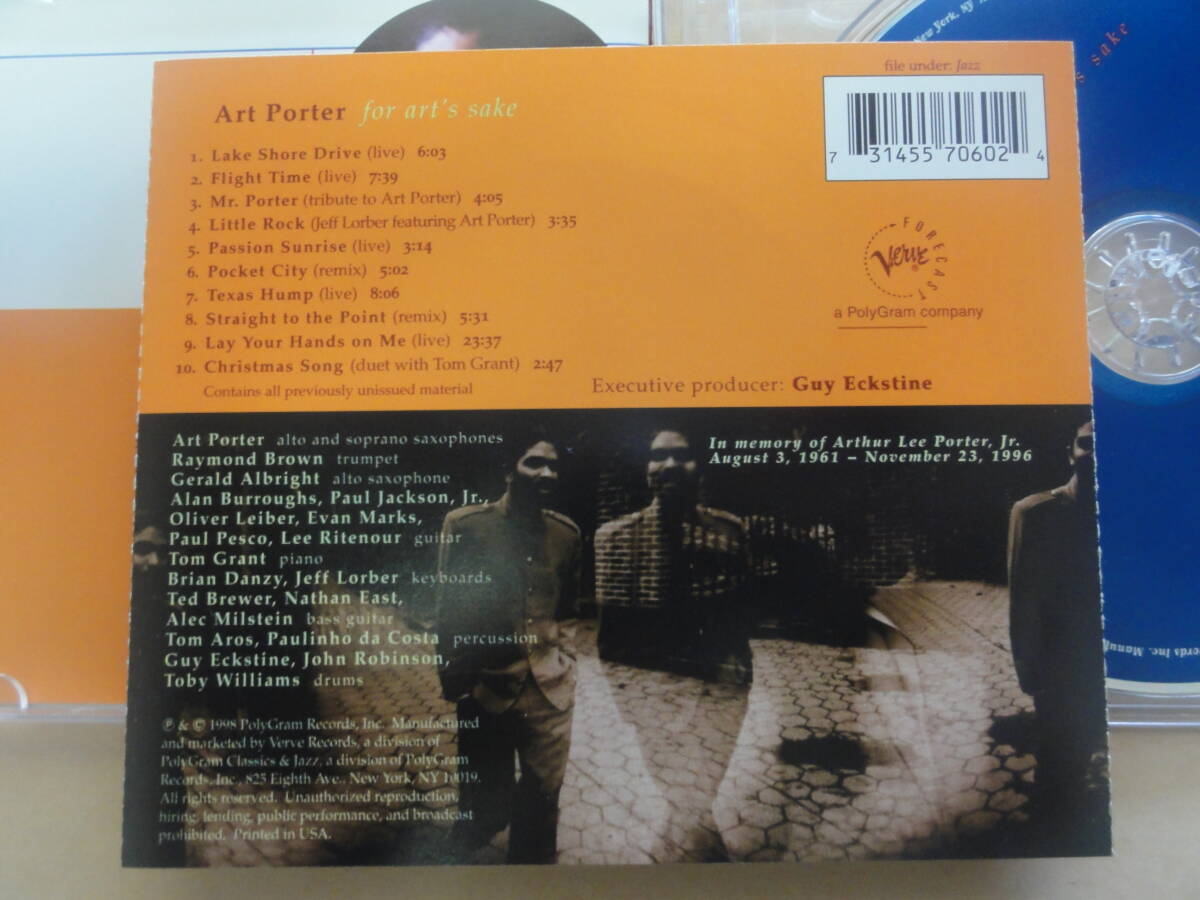 New York, NY
s sake
file under: Jazz
Art Porter for art's sake
7 31455 70602 4
1. Lake Shore Drive (live) 6:03
2. Flight Time (live) 7:39
3. Mr. Porter (tribute to Art Porter) 4:05
4. Little Rock (Jeff Lorber featuring Art Porter) 3:35
5. Passion Sunrise (live) 3:14
6. Pocket City (remix) 5:02
7. Texas Hump (live) 8:06
8. Straight to the Point (remix) 5:31
9. Lay Your Hands on Me (live) 23:37
10. Christmas Song (duet with Tom Grant) 2:47
Contains all previously unissued material
Verve FORECAST
a PolyGram company
Executive producer: Guy Eckstine
Art Porter alto and soprano saxophones
Raymond Brown trumpet
Gerald Albright alto saxophone
Alan Burroughs, Paul Jackson, Jr.,
Oliver Leiber, Evan Marks,
Paul Pesco, Lee Ritenour guitar
Tom Grant piano
Brian Danzy, Jeff Lorber keyboards
Ted Brewer, Nathan East,
Alec Milstein bass guitar
Tom Aros, Paulinho da Costa percussion
Guy Eckstine, John Robinson,
Toby Williams drums
In memory of Arthur Lee Porter, Jr.
August 3, 1961 – November 23, 1996
℗ & © 1998 PolyGram Records, Inc. Manufactured
and marketed by Verve Records, a division of
PolyGram Classics & Jazz, a division of PolyGram
Records, Inc., 825 Eighth Ave., New York, NY 10019.
All rights reserved. Unauthorized reproduction,
hiring, lending, public performance, and broadcast
prohibited. Printed in USA.
ords Inc. Manuf